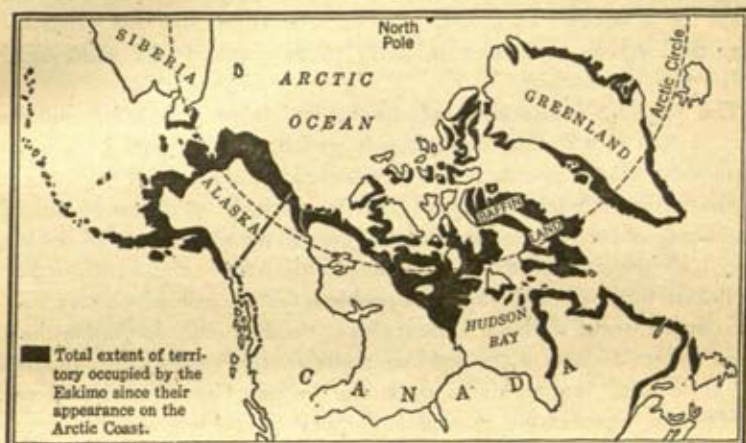 North
Pole
SIBERIA
ARCTIC
OCEAN
Arctic Circle
GREENLAND
ALASKA
BAFFIN
LAND
HUDSON
BAY
CANADA
Total extent of terri-
tory occupied by the
Eskimo since their
appearance on the
Arctic Coast.